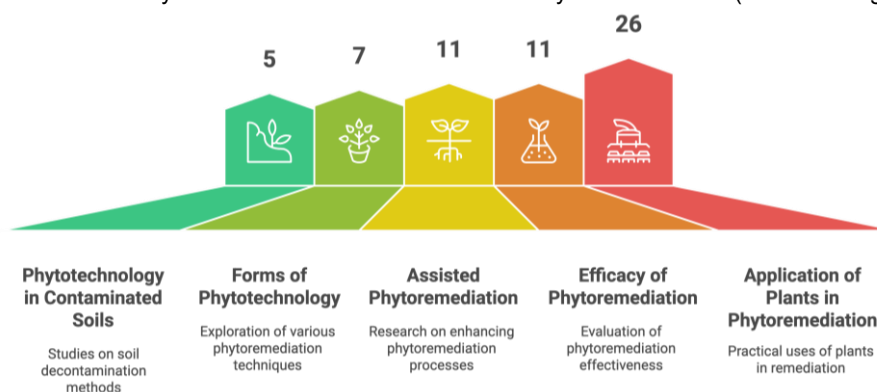 5
7
11
11
26
Phytotechnology
in Contaminated
Soils
Studies on soil
decontamination
methods
Forms of
Phytotechnology
Exploration of various
phytoremediation
techniques
Assisted
Phytoremediation
Research on enhancing
phytoremediation
processes
Efficacy of
Phytoremediation
Evaluation of
phytoremediation
effectiveness
Application of
Plants in
Phytoremediation
Practical uses of plants
in remediation